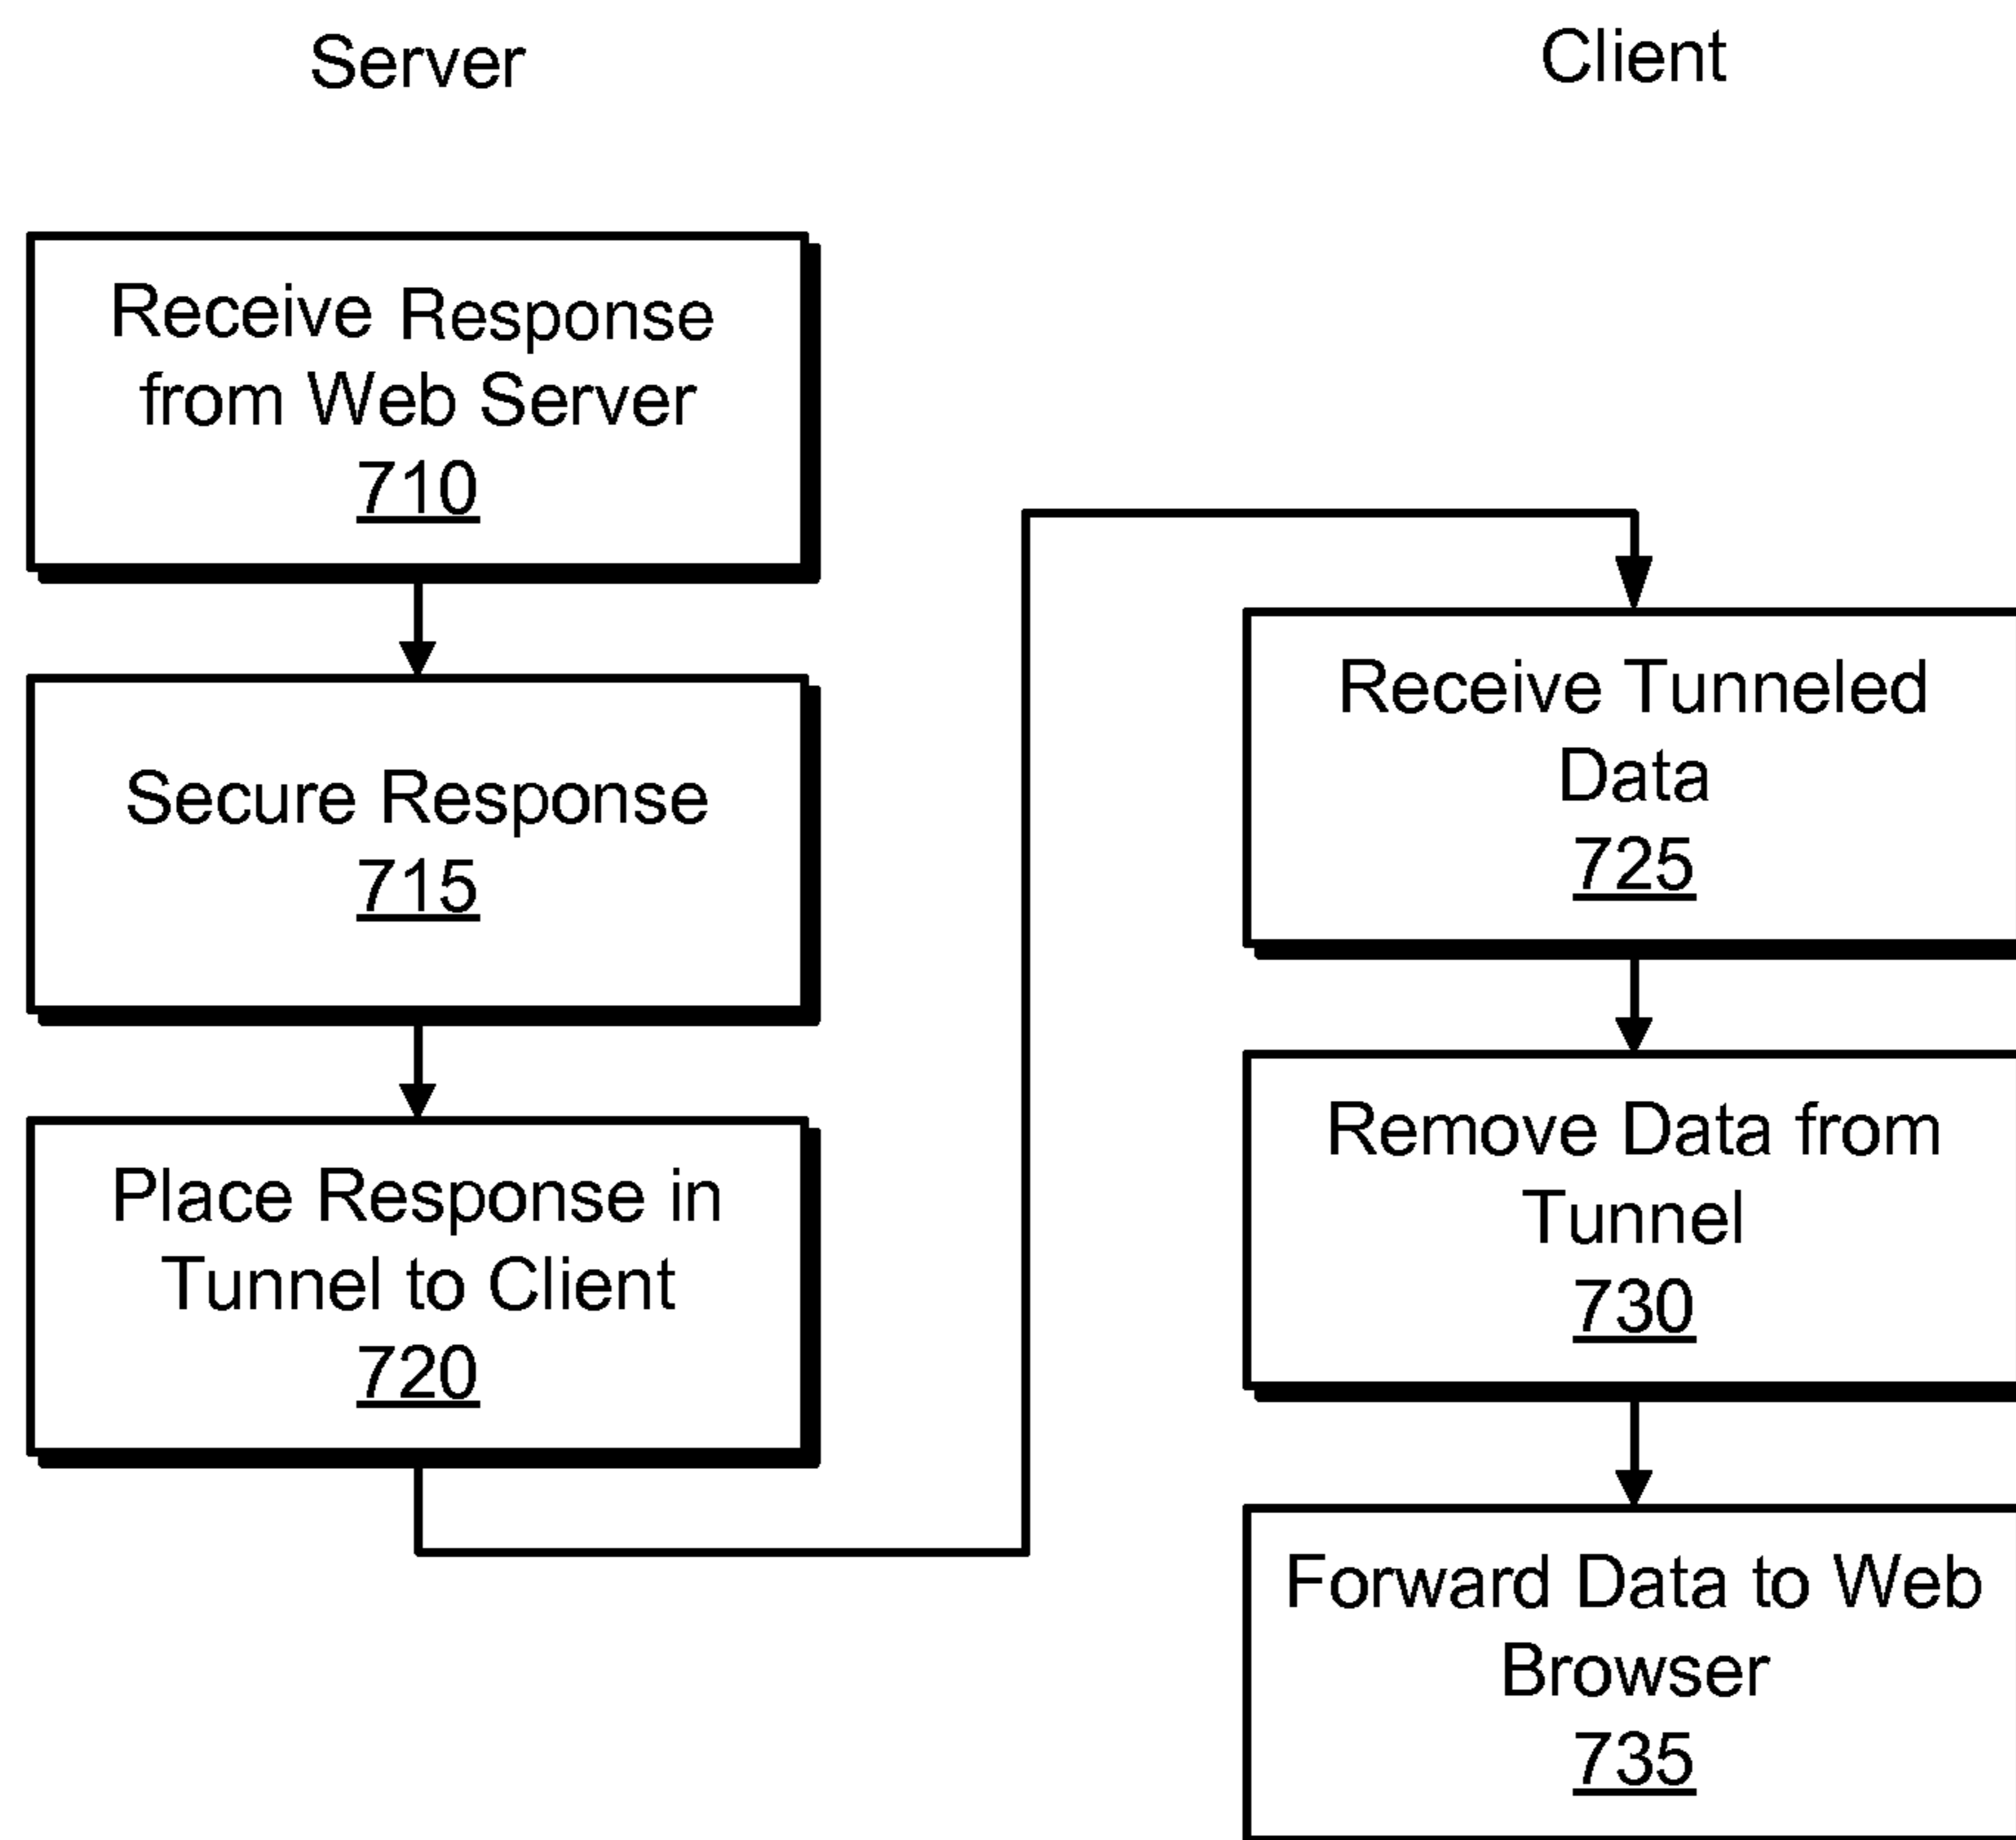 Server
Client
Receive Response
from Web Server
710
Secure Response
715
Place Response in
Tunnel to Client
720
Receive Tunneled
Data
725
Remove Data from
Tunnel
730
Forward Data to Web
Browser
735